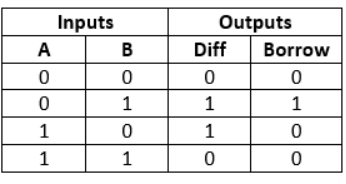 Inputs Outputs
A B Diff Borrow
0 0 0 0
0 1 1 1
1 0 1 0
1 1 0 0